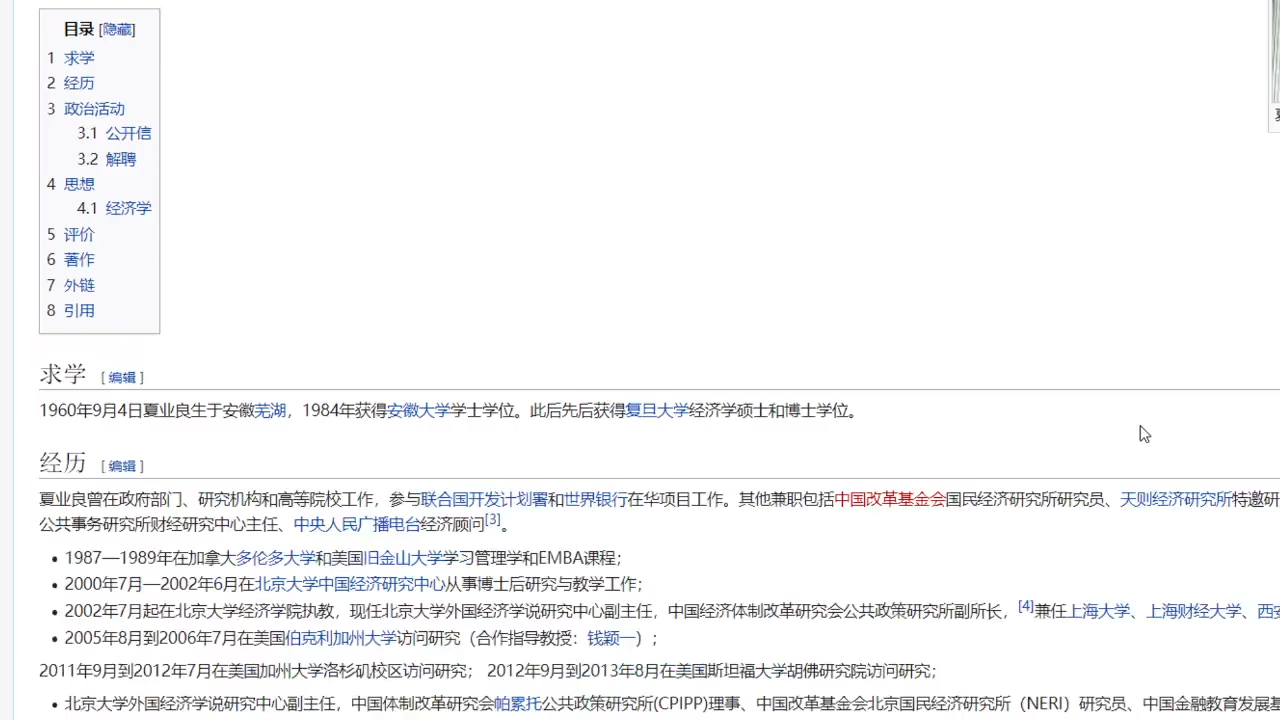 目录 [隐藏]
1 求学
2 经历
3 政治活动
3.1 公开信
3.2 解聘
4 思想
4.1 经济学
5 评价
6 著作
7 外链
8 引用
求学 [ 编辑 ]
1960年9月4日夏业良生于安徽芜湖，1984年获得安徽大学学士学位。此后先后获得复旦大学经济学硕士和博士学位。
经历 [ 编辑 ]
夏业良曾在政府部门、研究机构和高等院校工作，参与联合国开发计划署和世界银行在华项目工作。其他兼职包括中国改革基金会国民经济研究所研究员、天则经济研究所特邀研
公共事务研究所财经研究中心主任、中央人民广播电台经济顾问[3]。
• 1987—1989年在加拿大多伦多大学和美国旧金山大学学习管理学和EMBA课程；
• 2000年7月—2002年6月在北京大学中国经济研究中心从事博士后研究与教学工作；
• 2002年7月起在北京大学经济学院执教，现任北京大学外国经济学说研究中心副主任，中国经济体制改革研究会公共政策研究所副所长，[4]兼任上海大学、上海财经大学、西安
• 2005年8月到2006年7月在美国伯克利加州大学访问研究（合作指导教授：钱颖一）；
2011年9月到2012年7月在美国加州大学洛杉矶校区访问研究； 2012年9月到2013年8月在美国斯坦福大学胡佛研究院访问研究；
• 北京大学外国经济学说研究中心副主任，中国体制改革研究会帕累托公共政策研究所(CPIPP)理事、中国改革基金会北京国民经济研究所（NERI）研究员、中国金融教育发展基